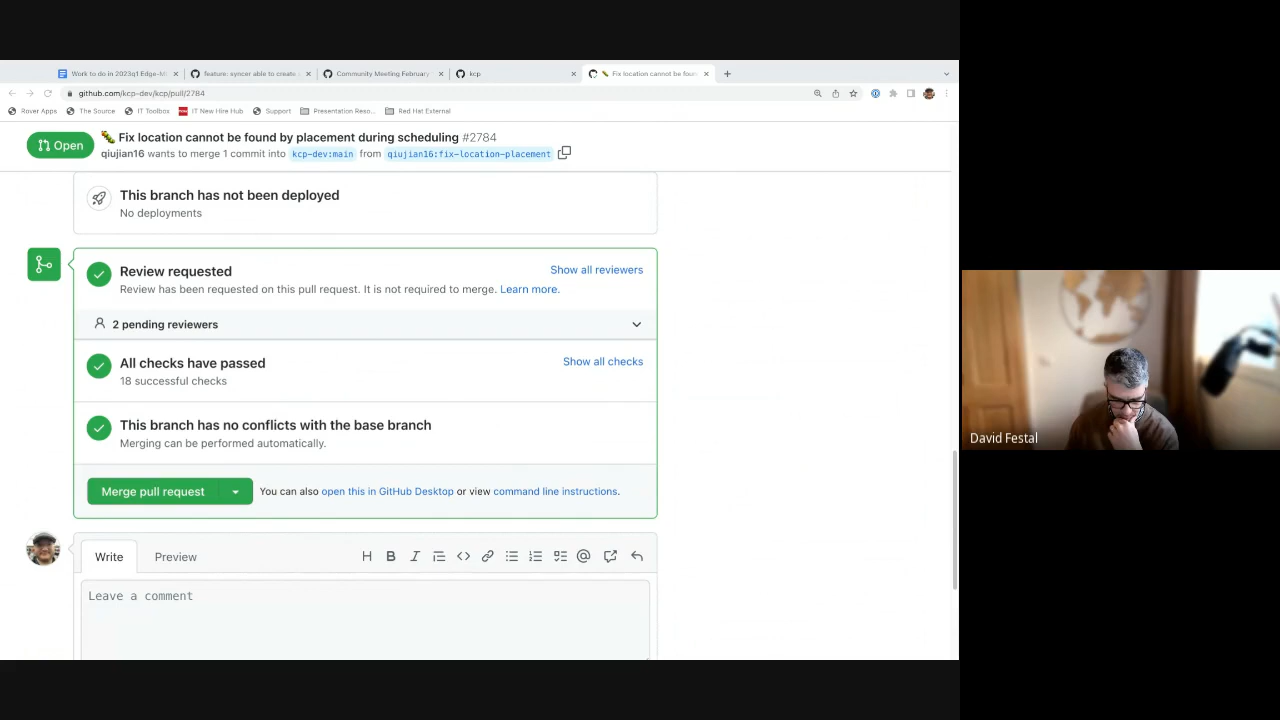 Work to do in 2023q1 Edge-M
feature: syncer able to create
Community Meeting February
kcp
Fix location cannot be foun
github.com/kcp-dev/kcp/pull/2784
Rover Apps
The Source
IT Toolbox
IT New Hire Hub
Support
Presentation Reso...
Red Hat External
Open
Fix location cannot be found by placement during scheduling #2784
qiujian16 wants to merge 1 commit into kcp-dev:main from qiujian16:fix-location-placement
This branch has not been deployed
No deployments
Review requested
Show all reviewers
Review has been requested on this pull request. It is not required to merge. Learn more.
2 pending reviewers
All checks have passed
Show all checks
18 successful checks
This branch has no conflicts with the base branch
Merging can be performed automatically.
Merge pull request
You can also open this in GitHub Desktop or view command line instructions.
Write
Preview
Leave a comment
David Festal